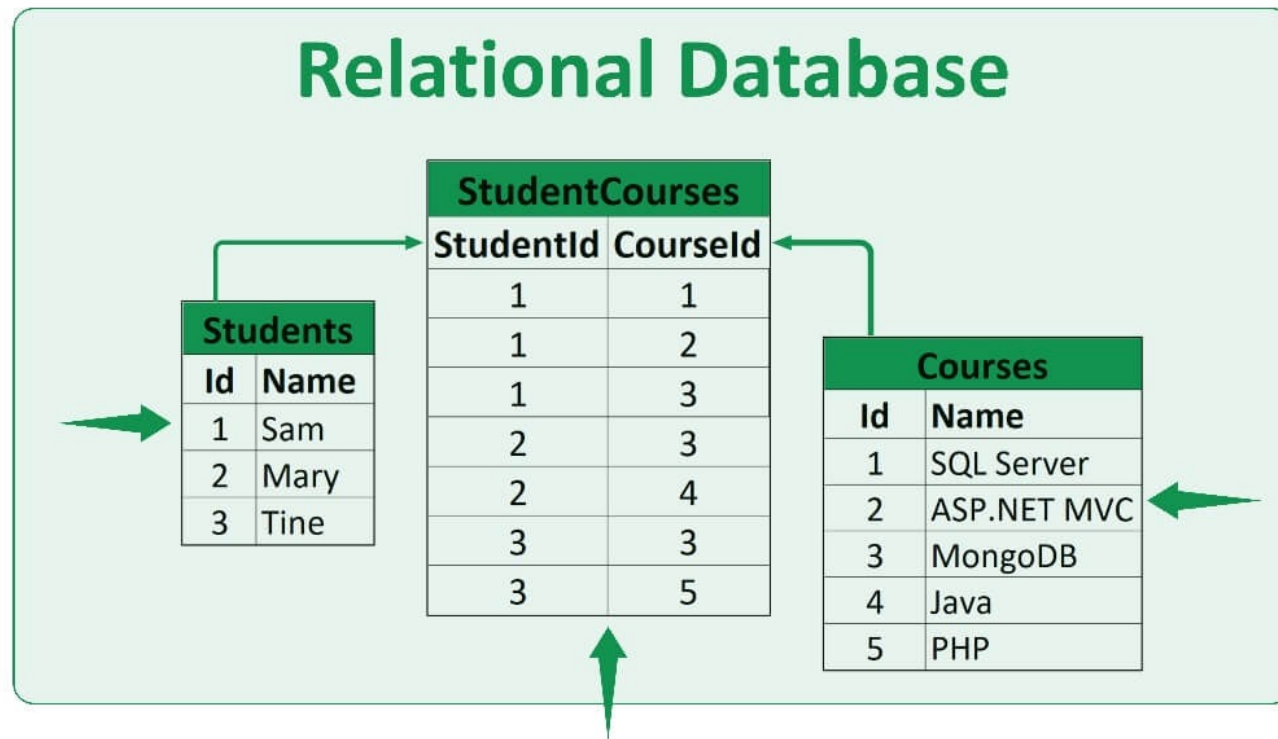 Relational Database
StudentCourses
StudentId CourseId
1 1
1 2
1 3
2 3
2 4
3 3
3 5
Students
Id Name
1 Sam
2 Mary
3 Tine
Courses
Id Name
1 SQL Server
2 ASP.NET MVC
3 MongoDB
4 Java
5 PHP